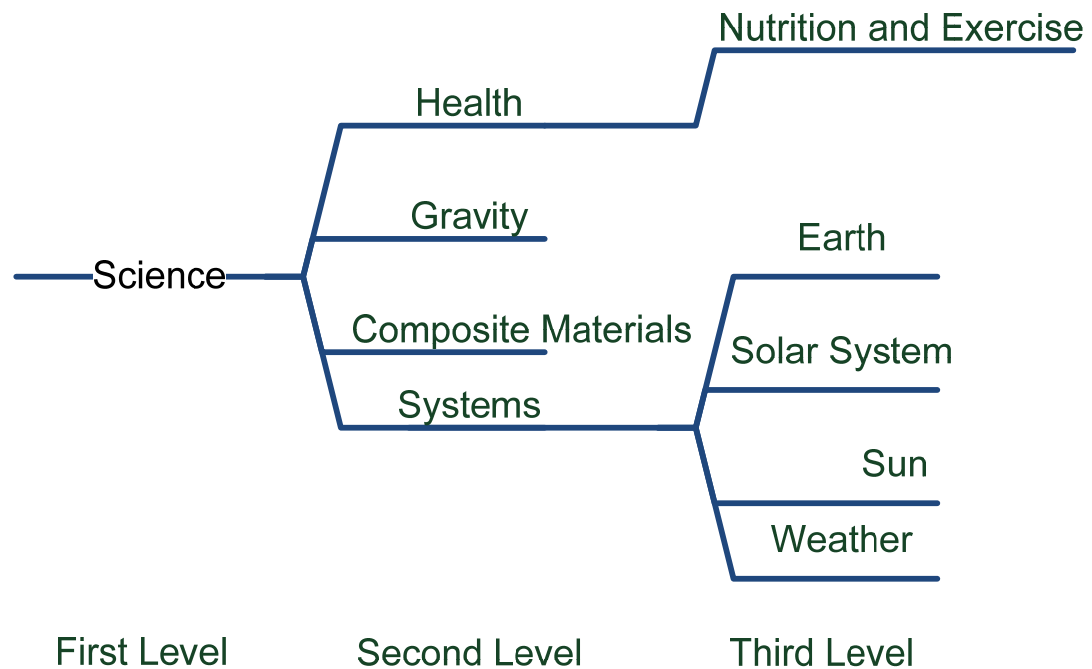 Nutrition and Exercise
Health
Gravity
Earth
Science
Composite Materials
Solar System
Systems
Sun
Weather
First Level
Second Level
Third Level